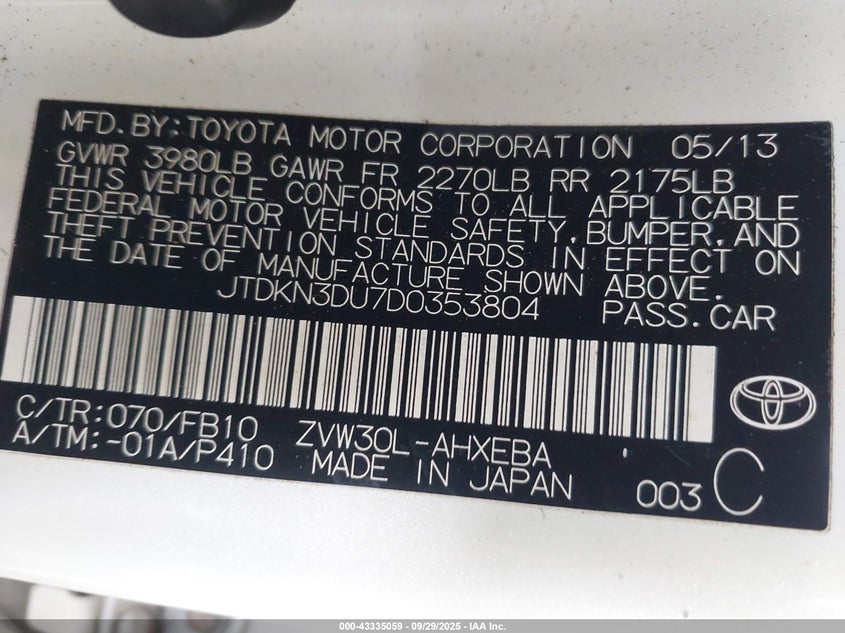 MFD.BY:TOYOTA MOTOR CORPORATION 05/13
GVWR 3980LB GAWR FR 2270LB RR 2175LB
THIS VEHICLE CONFORMS TO ALL APPLICABLE
FEDERAL MOTOR VEHICLE SAFETY,BUMPER,AND
THEFT PREVENTION STANDARDS IN EFFECT ON
THE DATE OF MANUFACTURE SHOWN ABOVE.
JTDKN3DU7D0353804 PASS.CAR
C/TR:070/FB10 ZVW30L-AHXEBA
A/TM:-01A/P410 MADE IN JAPAN 003 C
000-43335059 - 09/29/2025 - IAA Inc.